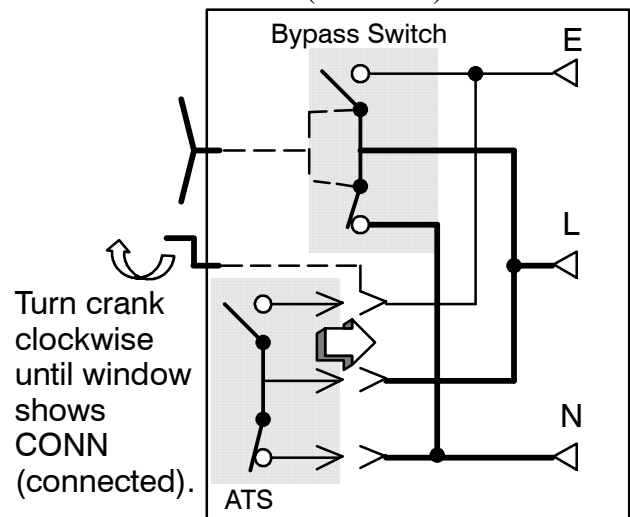 Bypass Switch
E
L
Turn crank
clockwise
until window
shows
CONN
(connected).
N
ATS